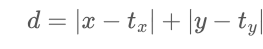 d = |x − t_x| + |y − t_y|